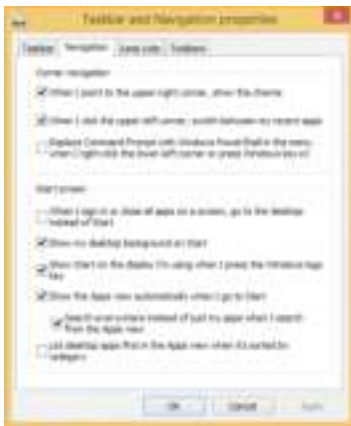 Taskbar and Navigation properties
Taskbar Navigation Jump Lists Toolbars
Corner navigation
When I point to the upper-right corner, show the charms
When I click the upper-left corner, switch between my recent apps
Replace Command Prompt with Windows PowerShell in the menu
when I right-click the lower-left corner or press Windows key+X
Start screen
When I sign in or close all apps on a screen, go to the desktop
instead of Start
Show my desktop background on Start
Show Start on the display I'm using when I press the Windows logo
key
Show the Apps view automatically when I go to Start
Search everywhere instead of just my apps when I search
from the Apps view
List desktop apps first in the Apps view when it's sorted by
category
OK Cancel Apply